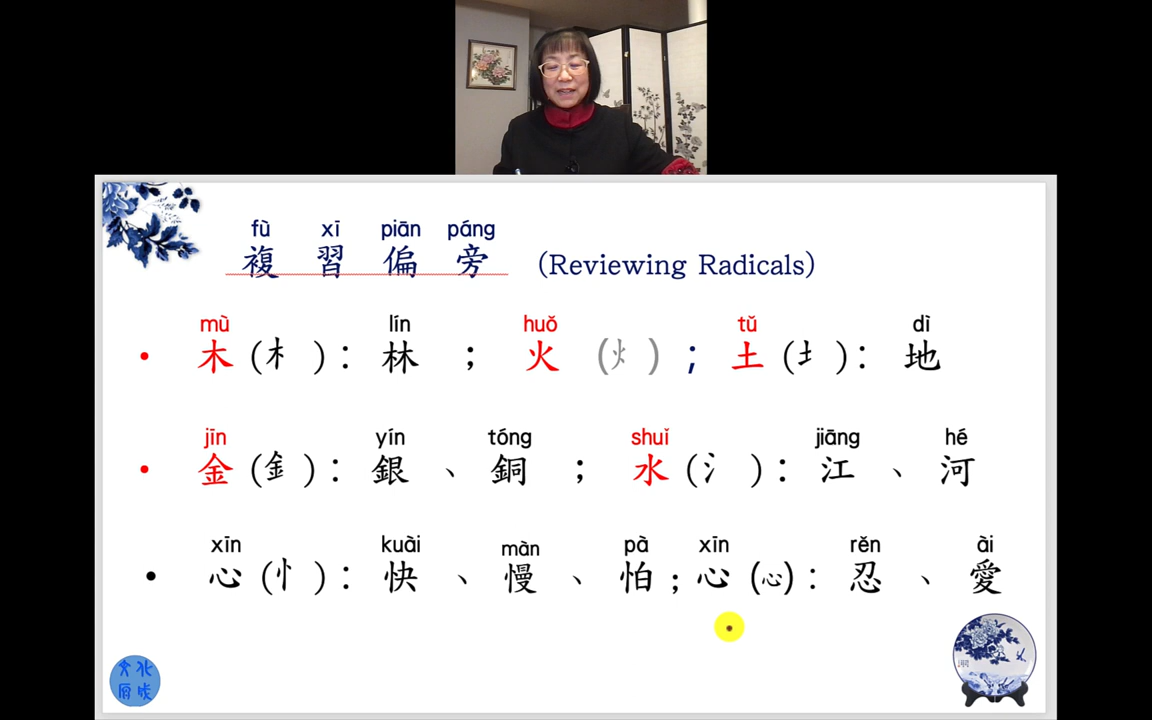 fù xī piān páng
複習偏旁 (Reviewing Radicals)
mù lín huǒ tǔ dì
• 木 (木 ) : 林 ; 火 (火 ) ; 土 (土 ) : 地
jīn yín tóng shuǐ jiāng hé
• 金 (釒) : 銀 、 銅 ; 水 (氵 ) : 江 、 河
xīn kuài màn pà xīn rěn ài
• 心 (忄) : 快 、 慢 、 怕 ; 心 (心) : 忍 、 愛